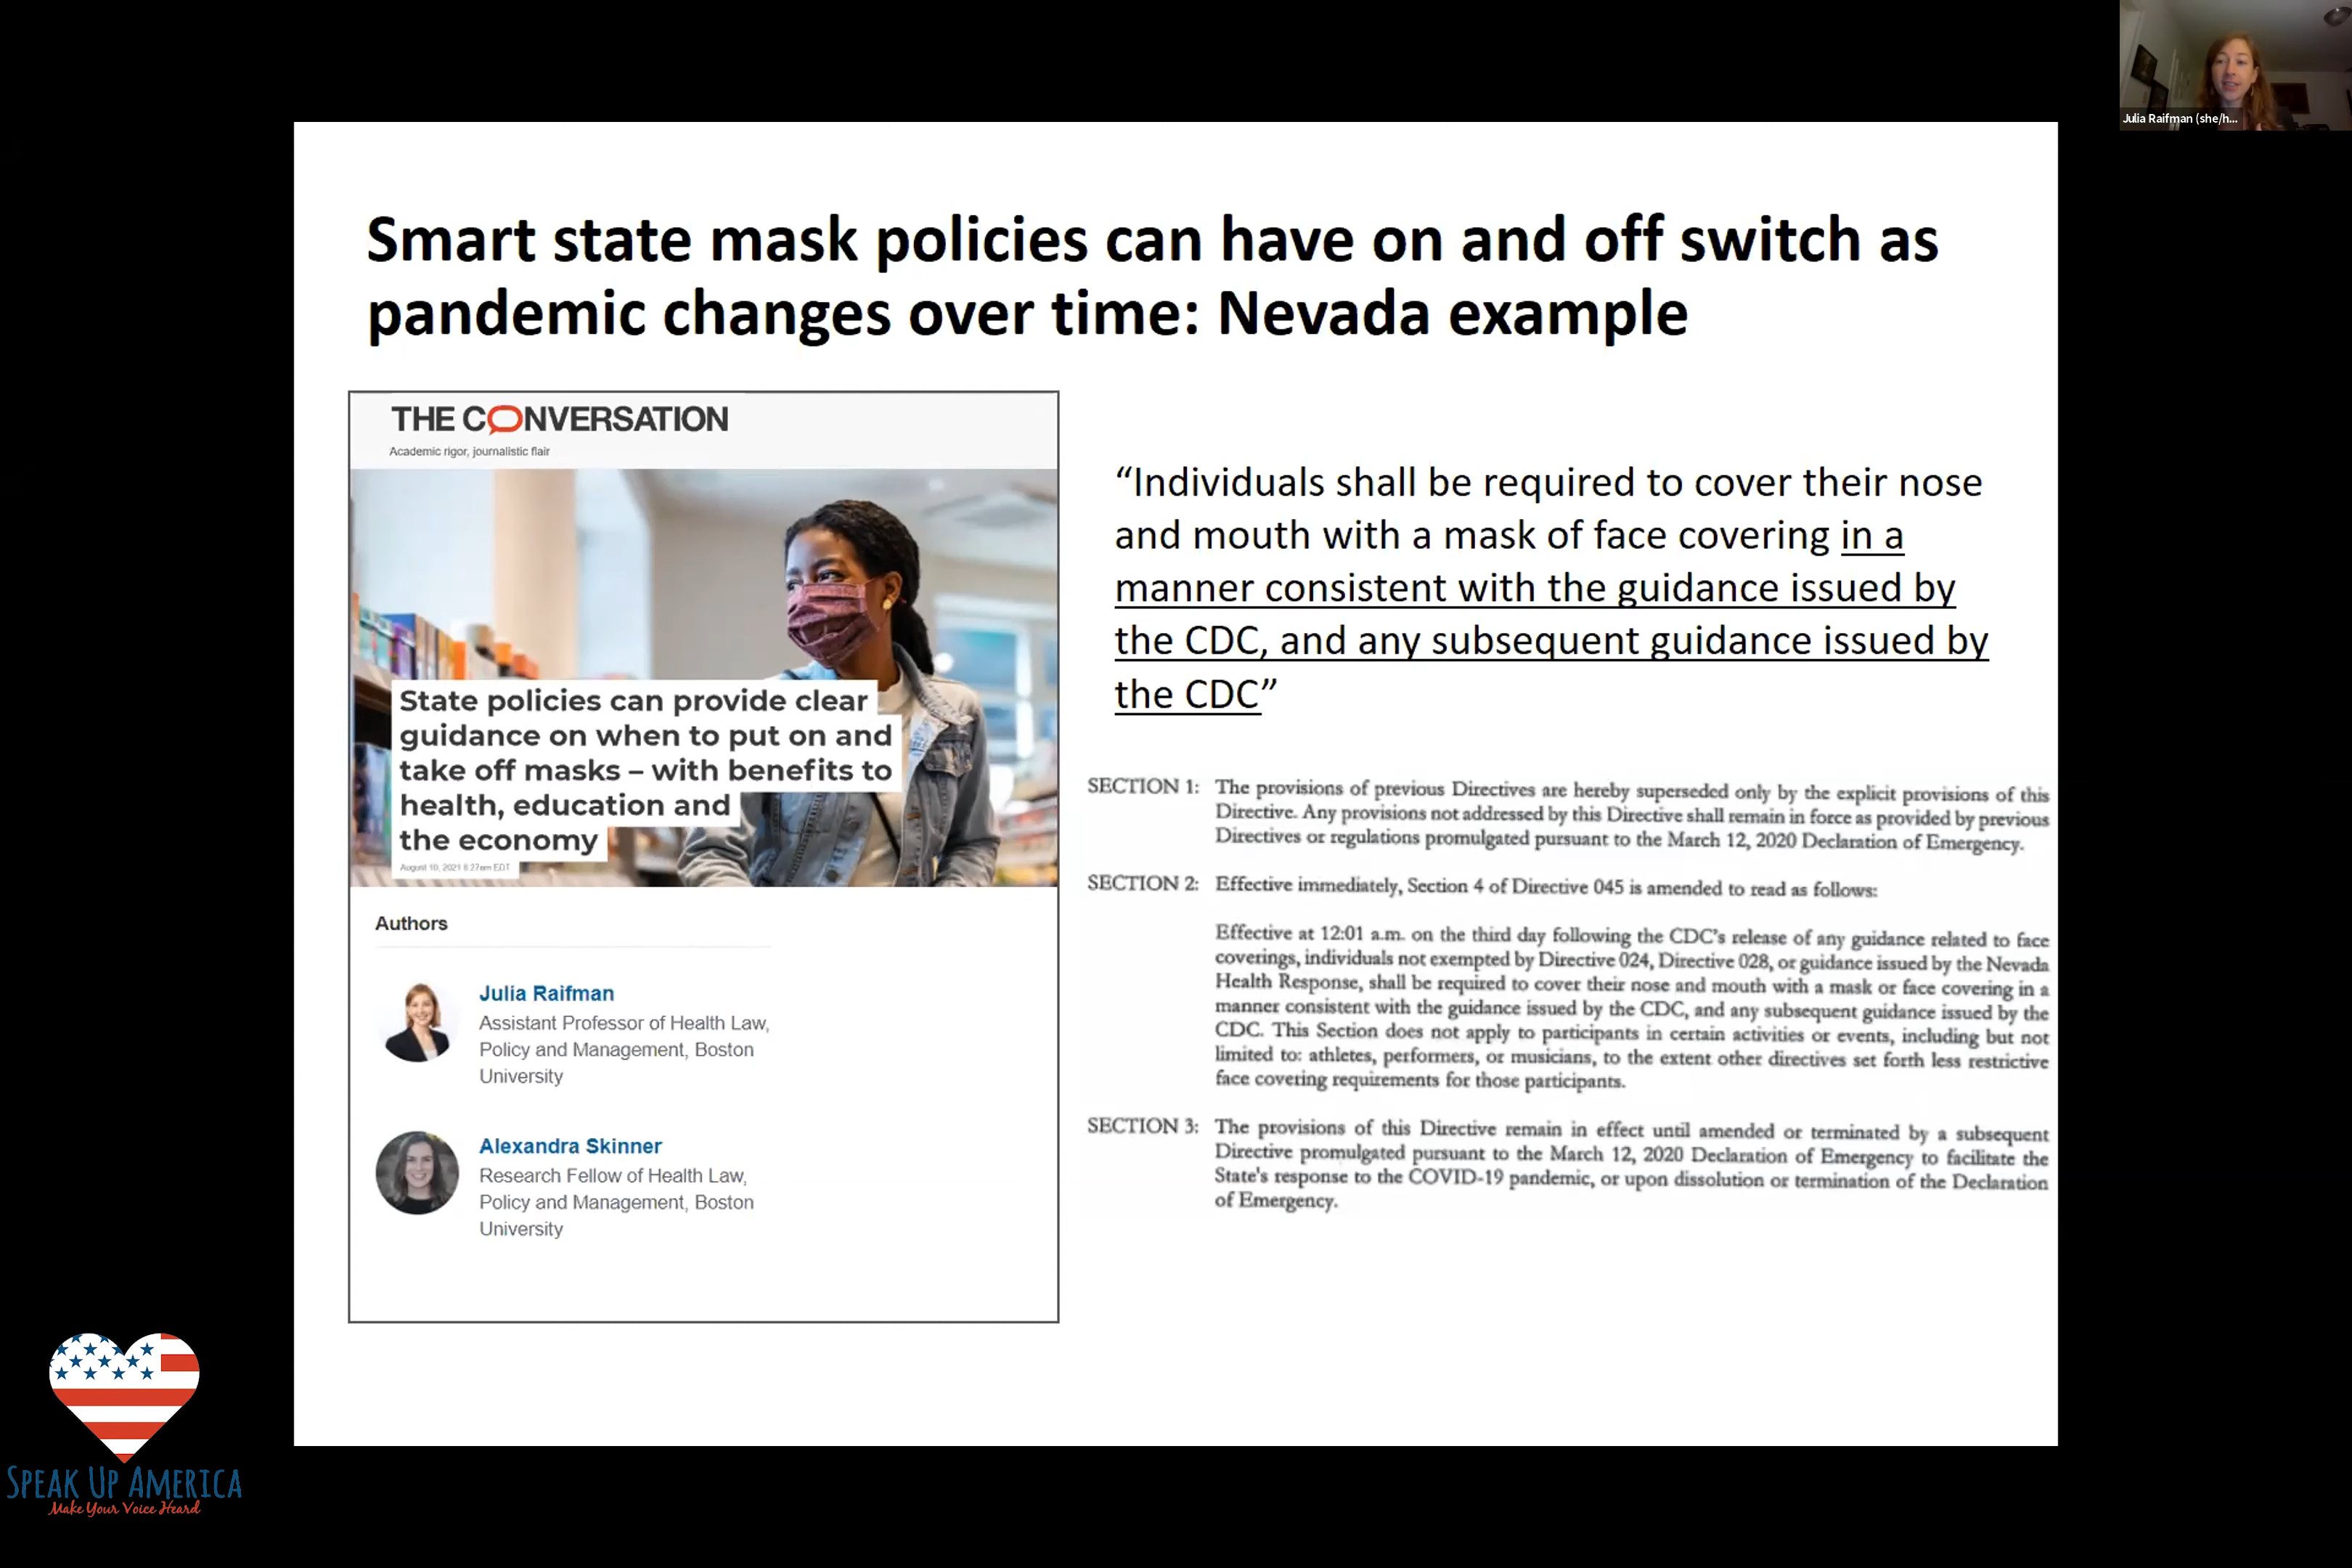 Julia Raifman (she/h...
Smart state mask policies can have on and off switch as
pandemic changes over time: Nevada example
THE CONVERSATION
Academic rigor, journalistic flair
State policies can provide clear
guidance on when to put on and
take off masks – with benefits to
health, education and
the economy
August 10, 2021 8:27am EDT
Authors
Julia Raifman
Assistant Professor of Health Law,
Policy and Management, Boston
University
Alexandra Skinner
Research Fellow of Health Law,
Policy and Management, Boston
University
“Individuals shall be required to cover their nose
and mouth with a mask of face covering in a
manner consistent with the guidance issued by
the CDC, and any subsequent guidance issued by
the CDC”
SECTION 1: The provisions of previous Directives are hereby superseded only by the explicit provisions of this
Directive. Any provisions not addressed by this Directive shall remain in force as provided by previous
Directives or regulations promulgated pursuant to the March 12, 2020 Declaration of Emergency.
SECTION 2: Effective immediately, Section 4 of Directive 045 is amended to read as follows:
Effective at 12:01 a.m. on the third day following the CDC's release of any guidance related to face
coverings, individuals not exempted by Directive 024, Directive 028, or guidance issued by the Nevada
Health Response, shall be required to cover their nose and mouth with a mask or face covering in a
manner consistent with the guidance issued by the CDC, and any subsequent guidance issued by the
CDC. This Section does not apply to participants in certain activities or events, including but not
limited to: athletes, performers, or musicians, to the extent other directives set forth less restrictive
face covering requirements for those participants.
SECTION 3: The provisions of this Directive remain in effect until amended or terminated by a subsequent
Directive promulgated pursuant to the March 12, 2020 Declaration of Emergency to facilitate the
State's response to the COVID-19 pandemic, or upon dissolution or termination of the Declaration
of Emergency.
SPEAK UP AMERICA
Make Your Voice Heard